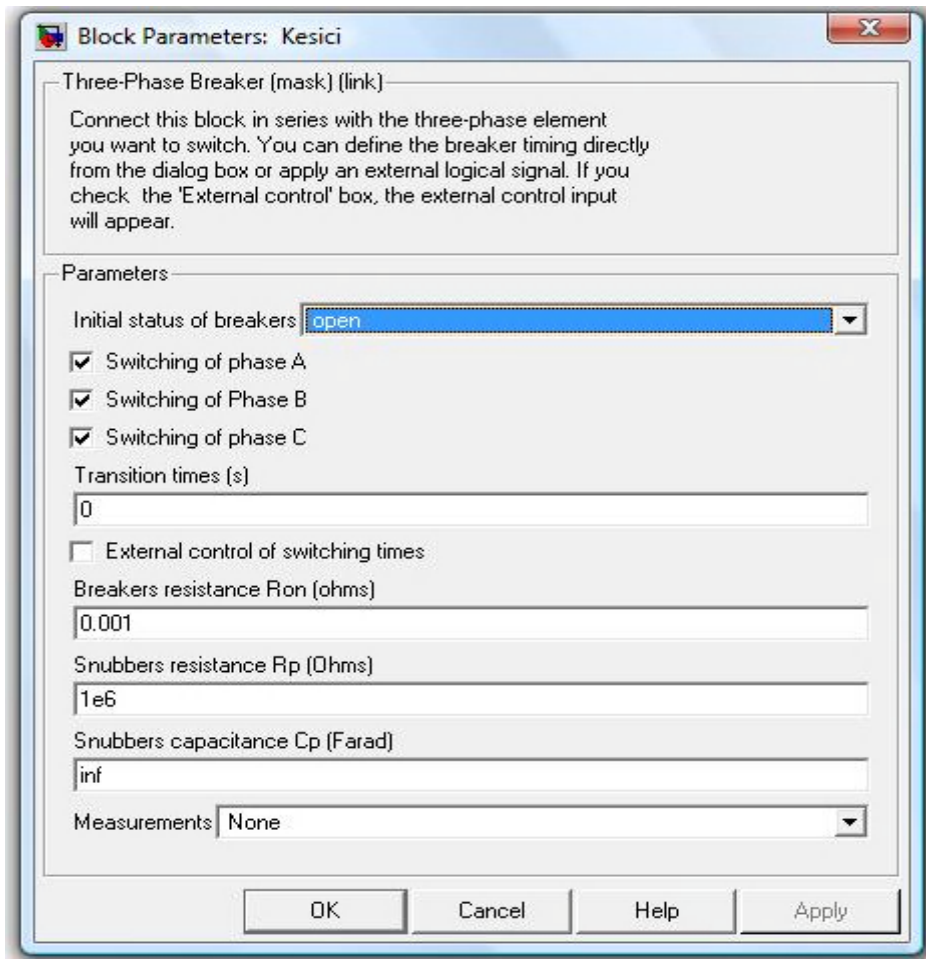 Block Parameters: Kesici
Three-Phase Breaker (mask) (link)
Connect this block in series with the three-phase element
you want to switch. You can define the breaker timing directly
from the dialog box or apply an external logical signal. If you
check the 'External control' box, the external control input
will appear.
Parameters
Initial status of breakers open
Switching of phase A
Switching of Phase B
Switching of phase C
Transition times (s)
0
External control of switching times
Breakers resistance Ron (ohms)
0.001
Snubbers resistance Rp (Ohms)
1e6
Snubbers capacitance Cp (Farad)
inf
Measurements None
OK Cancel Help Apply